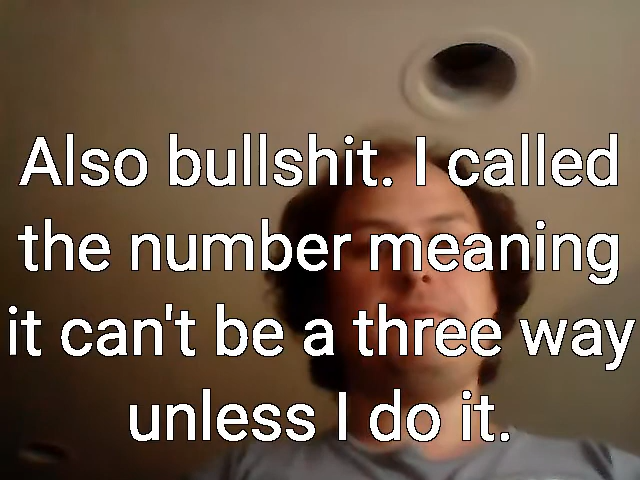 Also bullshit. I called
the number meaning
it can't be a three way
unless I do it.